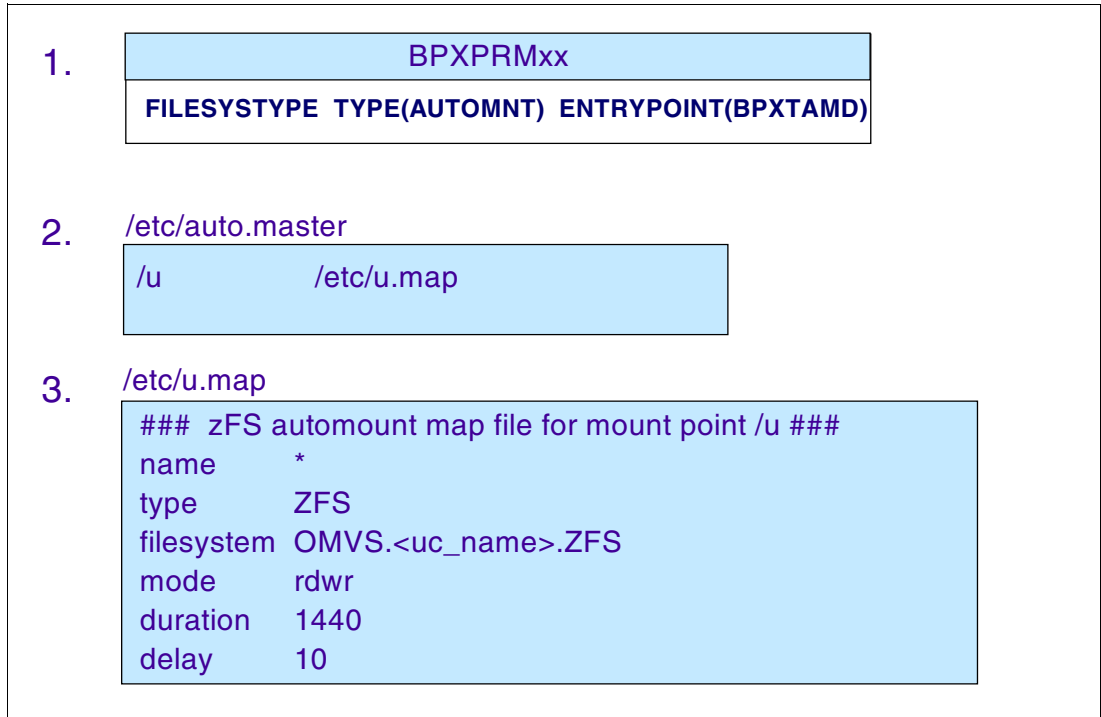 1.
BPXPRMxx
FILESYSTYPE TYPE(AUTOMNT) ENTRYPOINT(BPXTAMD)
2.
/etc/auto.master
/u /etc/u.map
3.
/etc/u.map
### zFS automount map file for mount point /u ###
name *
type ZFS
filesystem OMVS.<uc_name>.ZFS
mode rdwr
duration 1440
delay 10